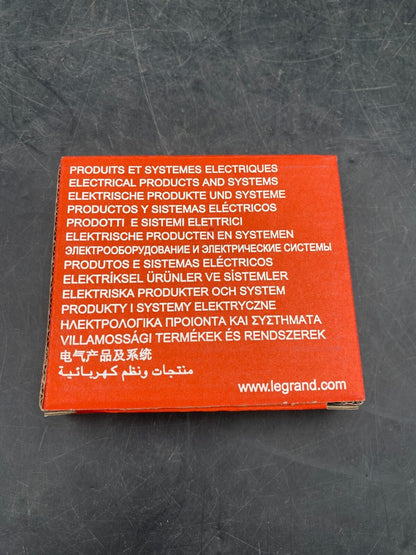 PRODUITS ET SYSTEMES ELECTRIQUES
ELECTRICAL PRODUCTS AND SYSTEMS
ELEKTRISCHE PRODUKTE UND SYSTEME
PRODUCTOS Y SISTEMAS ELÉCTRICOS
PRODOTTI E SISTEMI ELETTRICI
ELEKTRISCHE PRODUCTEN EN SYSTEMEN
ЭЛЕКТРООБОРУДОВАНИЕ И ЭЛЕКТРИЧЕСКИЕ СИСТЕМЫ
PRODUTOS E SISTEMAS ELÉCTRICOS
ELEKTRİKSEL ÜRÜNLER VE SİSTEMLER
ELEKTRISKA PRODUKTER OCH SYSTEM
PRODUKTY I SYSTEMY ELEKTRYCZNE
ΗΛΕΚΤΡΟΛΟΓΙΚΑ ΠΡΟΙΟΝΤΑ ΚΑΙ ΣΥΣΤΗΜΑΤΑ
VILLAMOSSÁGI TERMÉKEK ÉS RENDSZEREK
电气产品及系统
منتجات ونظم كهربائية
www.legrand.com